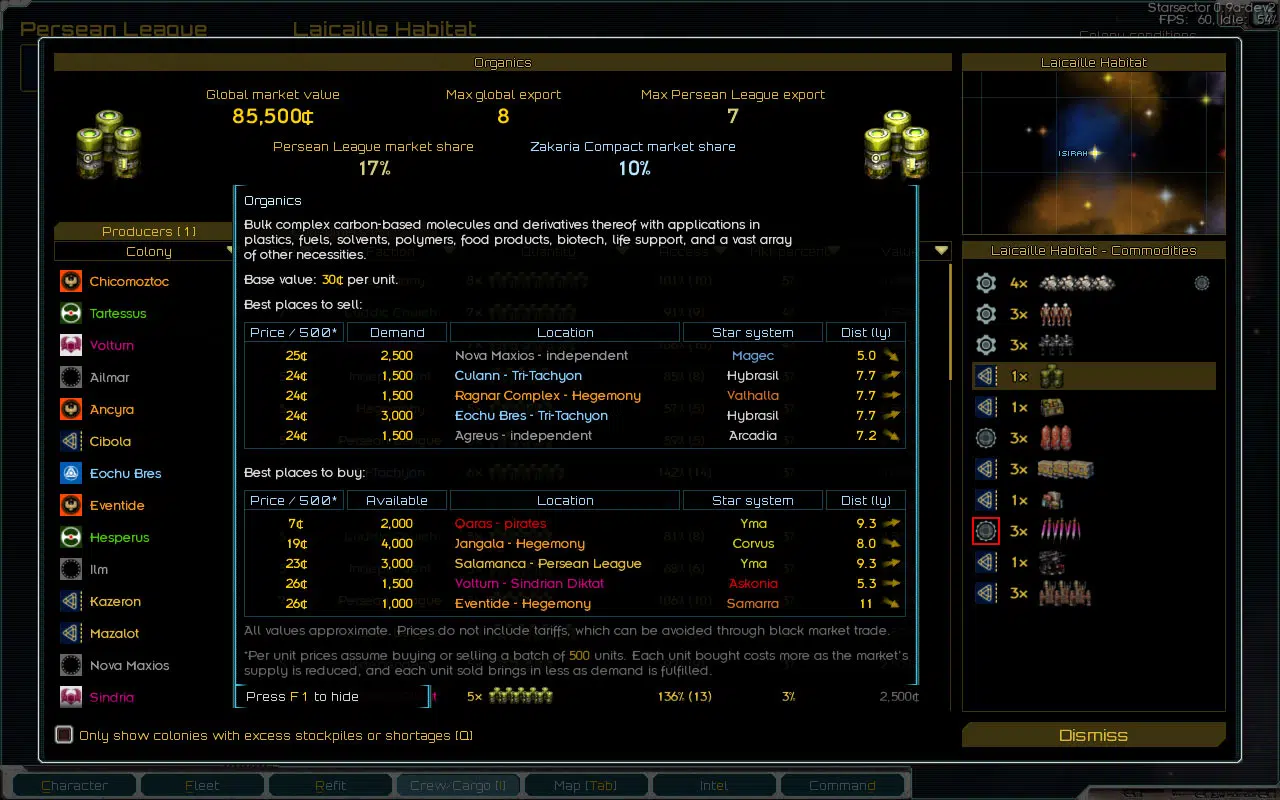 Starsector 0.9a-dev2
FPS: 60, Idle: 54%
Persean League
Laicaille Habitat
Colony conditions
Organics
Laicaille Habitat
Global market value
Max global export
Max Persean League export
85,500¢
8
7
Persean League market share
Zakaria Compact market share
17%
10%
ISIRAH
Organics
Bulk complex carbon-based molecules and derivatives thereof with applications in
plastics, fuels, solvents, polymers, food products, biotech, life support, and a vast array
of other necessities.
Base value: 30¢ per unit.
Best places to sell:
Price / 500* Demand Location Star system Dist (ly)
25¢ 2,500 Nova Maxios - independent Magec 5.0
24¢ 1,500 Culann - Tri-Tachyon Hybrasil 7.7
24¢ 1,500 Ragnar Complex - Hegemony Valhalla 7.7
24¢ 3,000 Eochu Bres - Tri-Tachyon Hybrasil 7.7
24¢ 1,500 Agreus - independent Arcadia 7.2
Best places to buy:
Price / 500* Available Location Star system Dist (ly)
7¢ 2,000 Qaras - pirates Yma 9.3
19¢ 4,000 Jangala - Hegemony Corvus 8.0
23¢ 3,000 Salamanca - Persean League Yma 9.3
26¢ 1,500 Volturn - Sindrian Diktat Askonia 5.3
26¢ 1,000 Eventide - Hegemony Samarra 11
All values approximate. Prices do not include tariffs, which can be avoided through black market trade.
*Per unit prices assume buying or selling a batch of 500 units. Each unit bought costs more as the market's
supply is reduced, and each unit sold brings in less as demand is fulfilled.
Press F1 to hide
5×
136% (13)
3%
2,500¢
Producers [1]
Colony
Chicomoztoc
Tartessus
Volturn
Ailmar
Ancyra
Cibola
Eochu Bres
Eventide
Hesperus
Ilm
Kazeron
Mazalot
Nova Maxios
Sindria
Laicaille Habitat - Commodities
4×
3×
3×
1×
1×
3×
3×
1×
3×
1×
3×
Only show colonies with excess stockpiles or shortages [Q]
Dismiss
Character
Fleet
Refit
Crew/Cargo [I]
Map [Tab]
Intel
Command